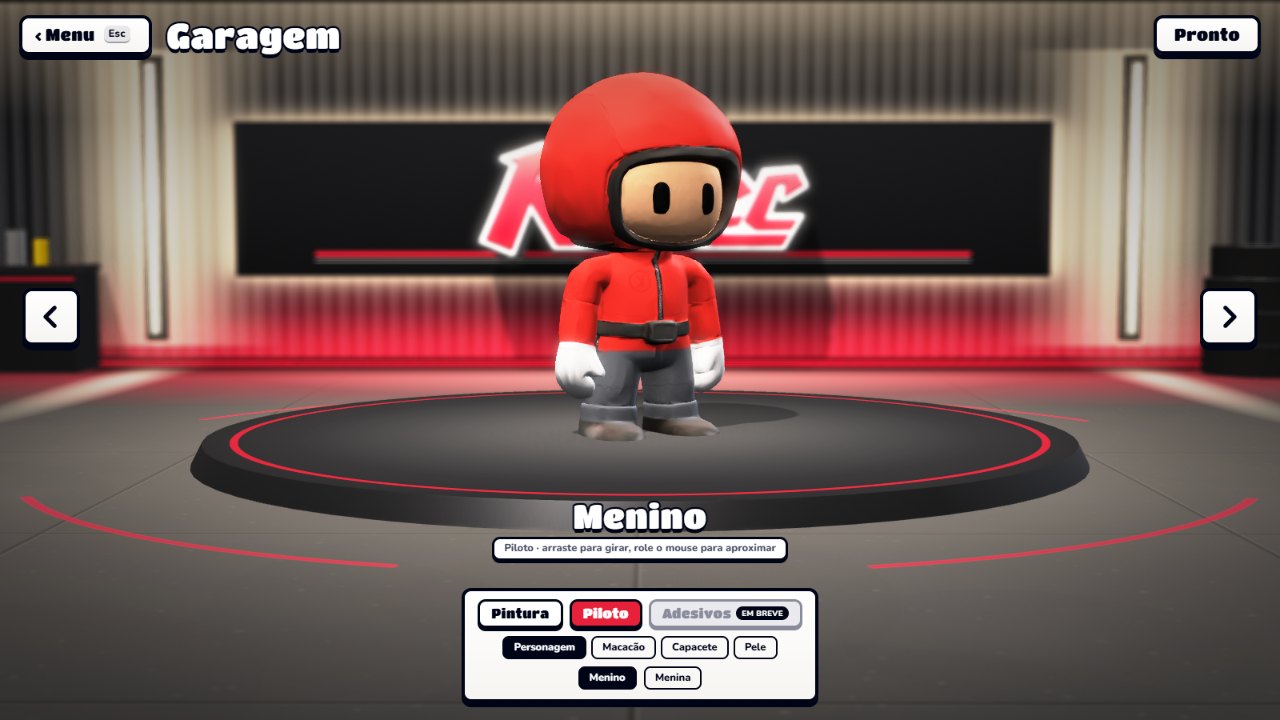 ‹ Menu Esc
Garagem
Pronto
Menino
Piloto · arraste para girar, role o mouse para aproximar
Pintura Piloto Adesivos EM BREVE
Personagem Macacão Capacete Pele
Menino Menina